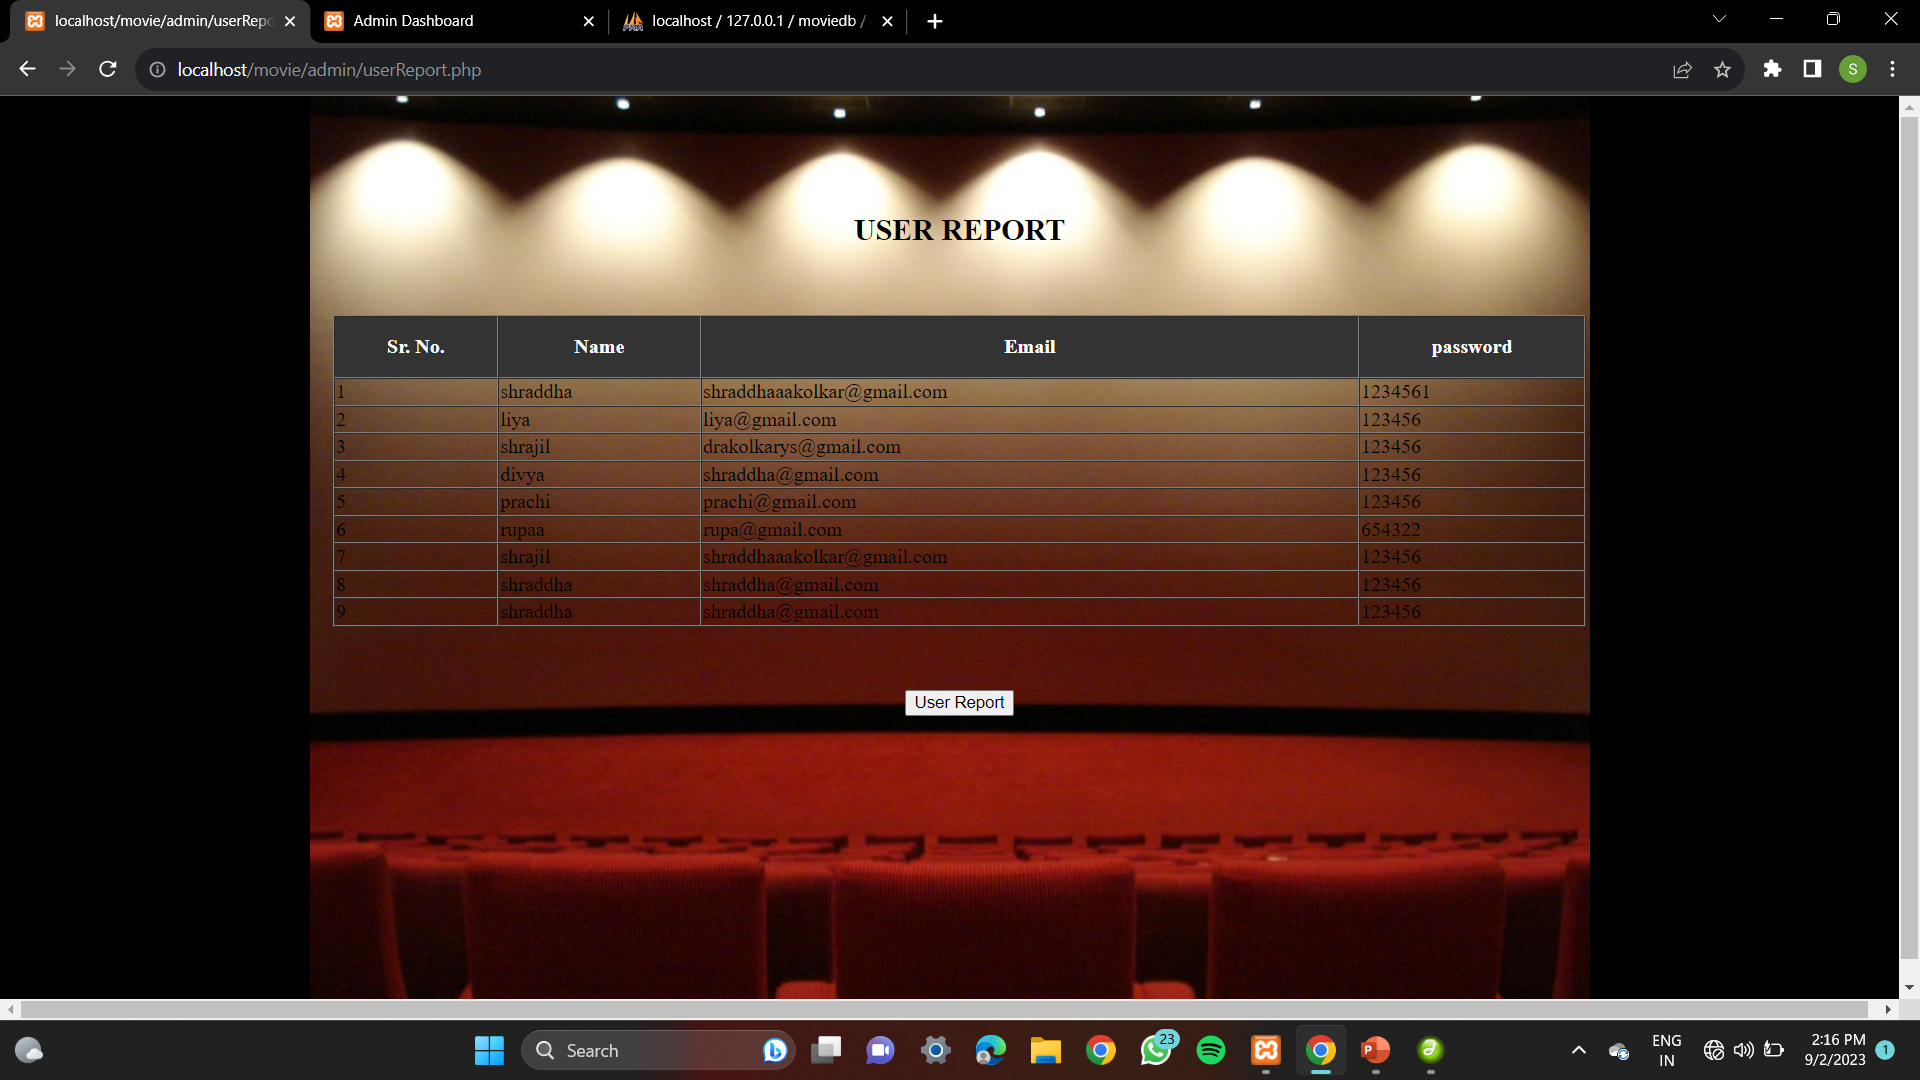 localhost/movie/admin/userRepo
Admin Dashboard
localhost / 127.0.0.1 / moviedb /
localhost/movie/admin/userReport.php
S
USER REPORT
Sr. No. Name Email password
1 shraddha shraddhaaakolkar@gmail.com 1234561
2 liya liya@gmail.com 123456
3 shrajil drakolkarys@gmail.com 123456
4 divya shraddha@gmail.com 123456
5 prachi prachi@gmail.com 123456
6 rupaa rupa@gmail.com 654322
7 shrajil shraddhaaakolkar@gmail.com 123456
8 shraddha shraddha@gmail.com 123456
9 shraddha shraddha@gmail.com 123456
User Report
Search
23
ENG
IN
2:16 PM
9/2/2023
1